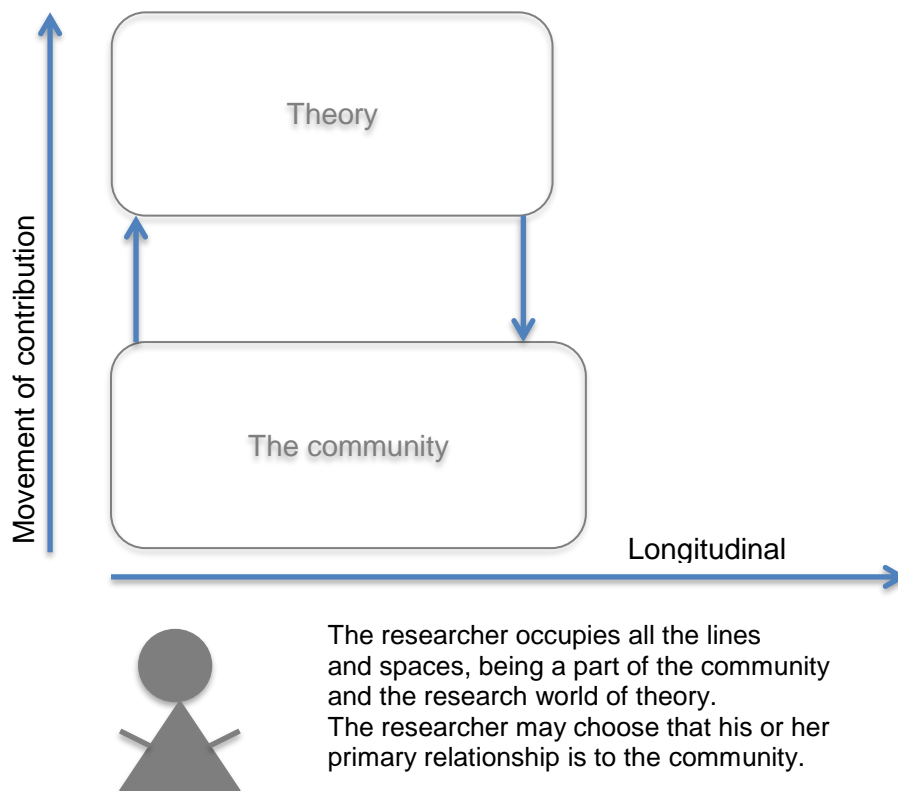 Theory
Movement of contribution
The community
Longitudinal
The researcher occupies all the lines
and spaces, being a part of the community
and the research world of theory.
The researcher may choose that his or her
primary relationship is to the community.